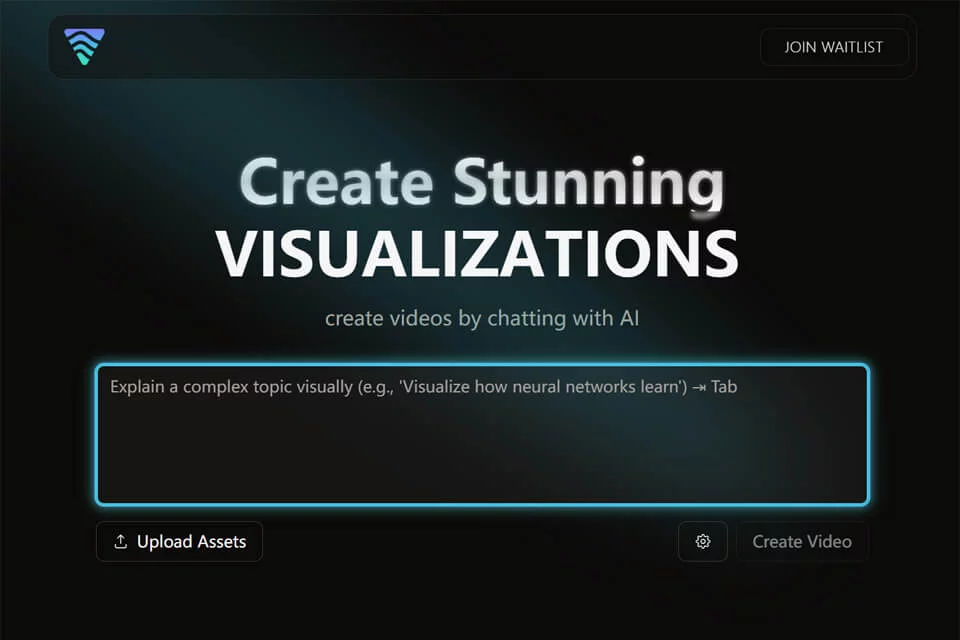 JOIN WAITLIST
Create Stunning
VISUALIZATIONS
create videos by chatting with AI
Explain a complex topic visually (e.g., 'Visualize how neural networks learn') ⇥ Tab
Upload Assets
Create Video